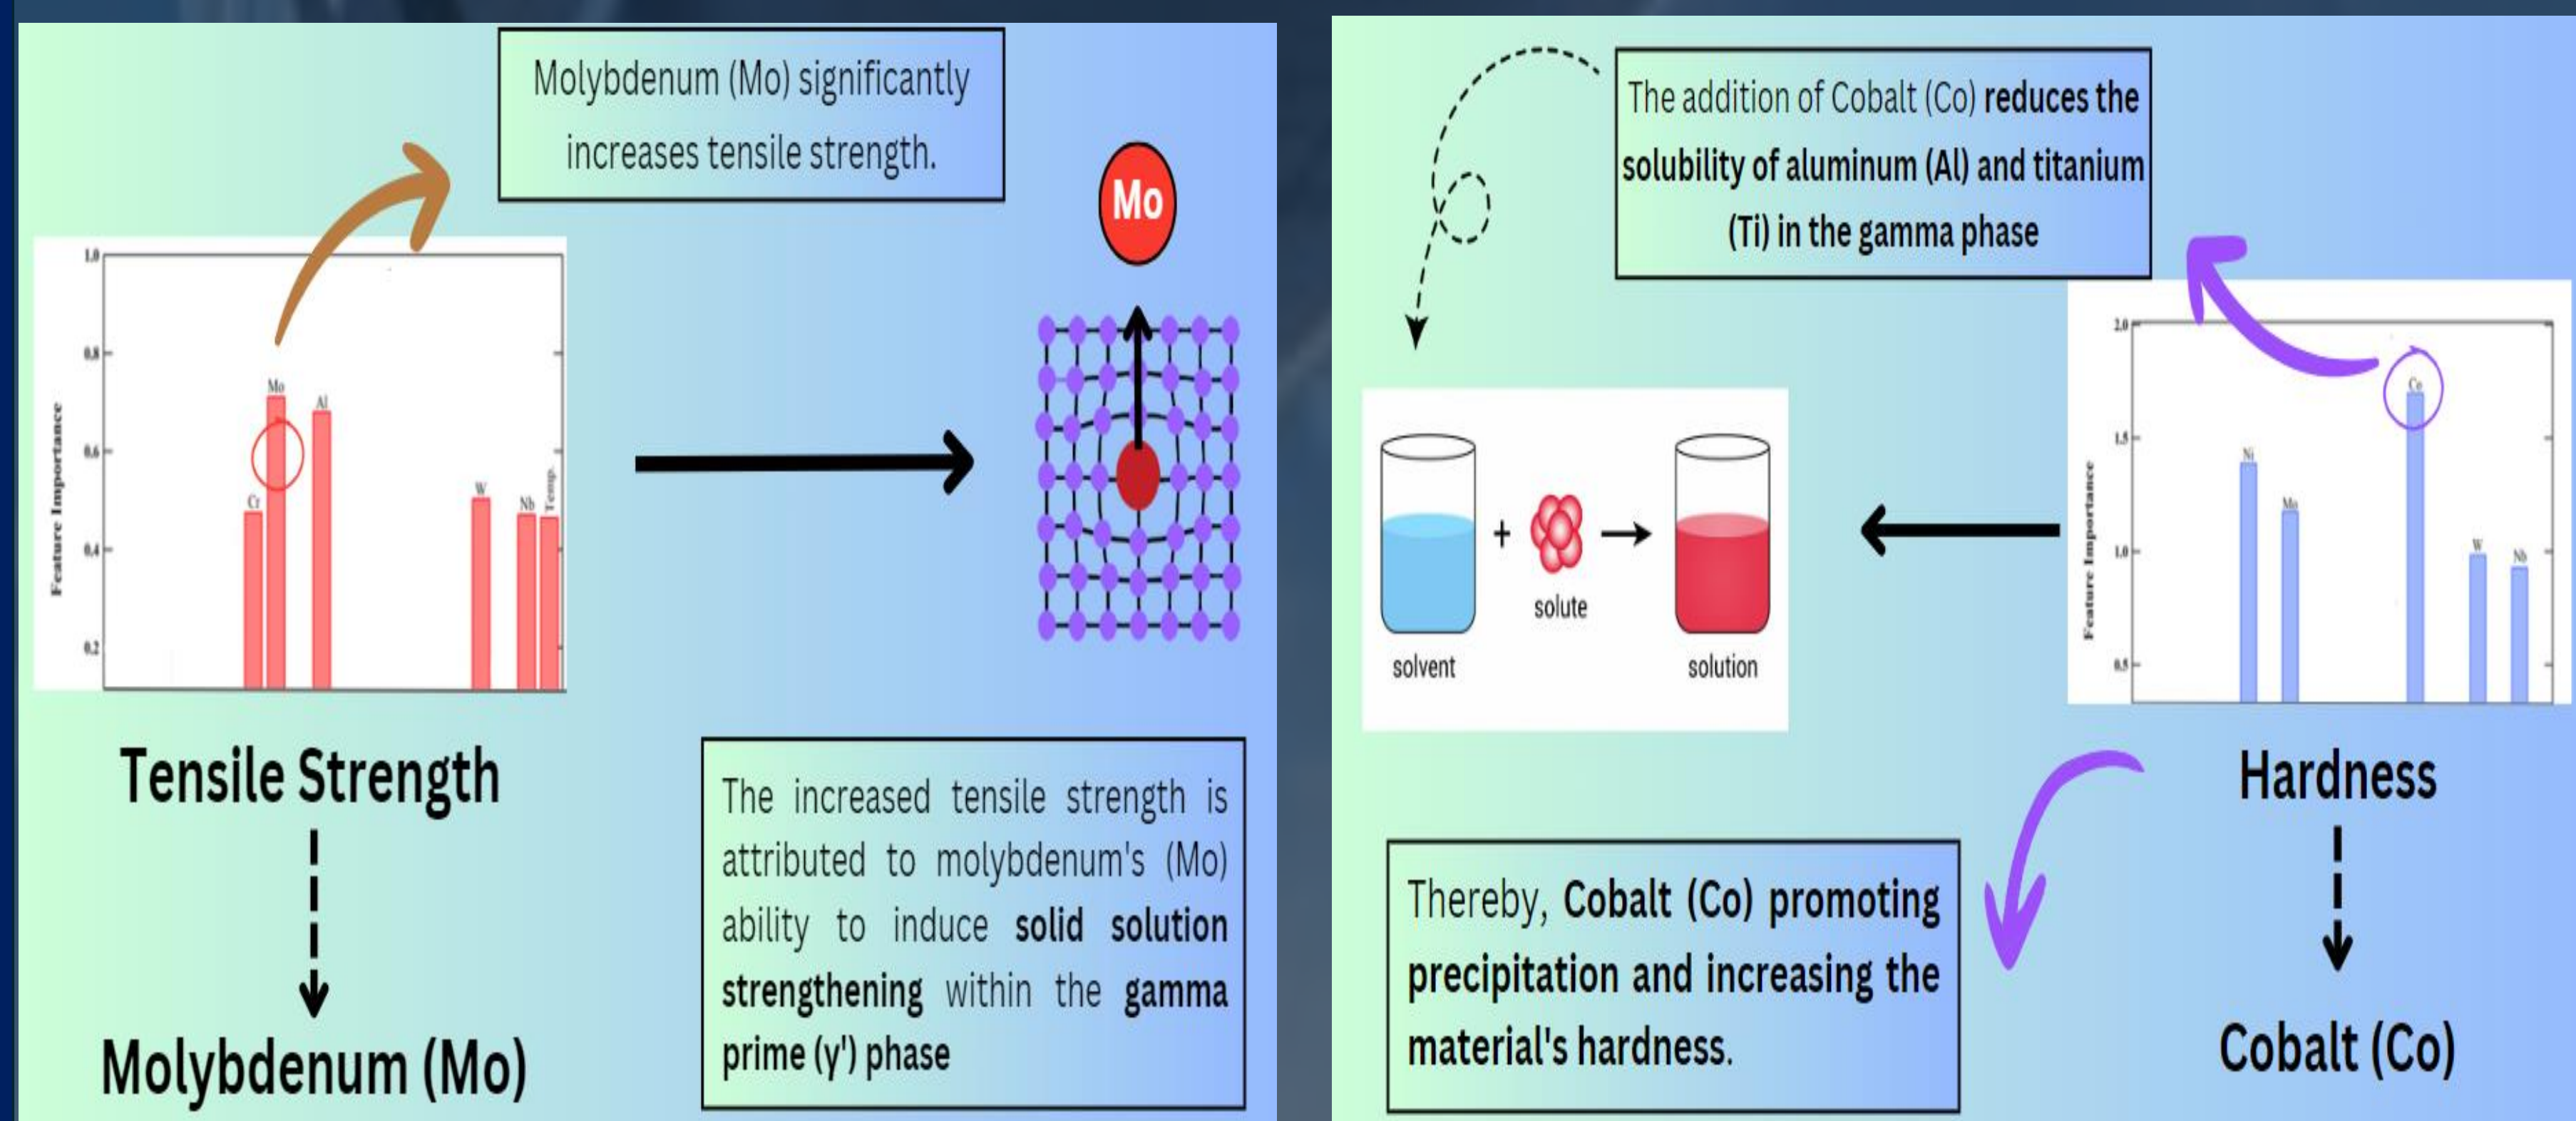 Molybdenum (Mo) significantly
increases tensile strength.
Mo
1.0
0.8
0.6
0.4
0.2
Feature Importance
Cr
Mo
Al
W
Nb
Temp.
Tensile Strength
Molybdenum (Mo)
The increased tensile strength is
attributed to molybdenum's (Mo)
ability to induce solid solution
strengthening within the gamma
prime (γ') phase
The addition of Cobalt (Co) reduces the
solubility of aluminum (Al) and titanium
(Ti) in the gamma phase
+
solvent
solute
solution
2.0
1.5
1.0
0.5
Feature Importance
Ni
Mo
Co
W
Nb
Hardness
Cobalt (Co)
Thereby, Cobalt (Co) promoting
precipitation and increasing the
material's hardness.